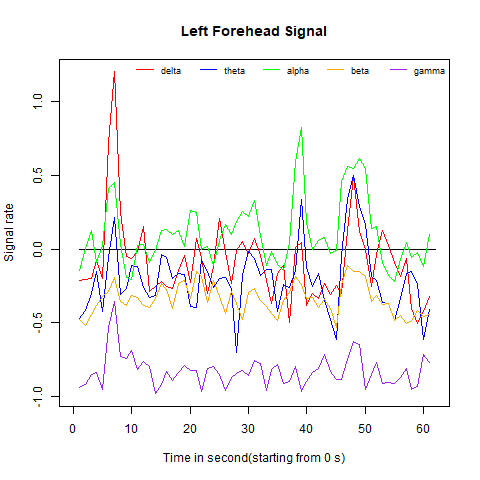 Left Forehead Signal
delta theta alpha beta gamma
Signal rate
1.0
0.5
0.0
-0.5
-1.0
0 10 20 30 40 50 60
Time in second(starting from 0 s)